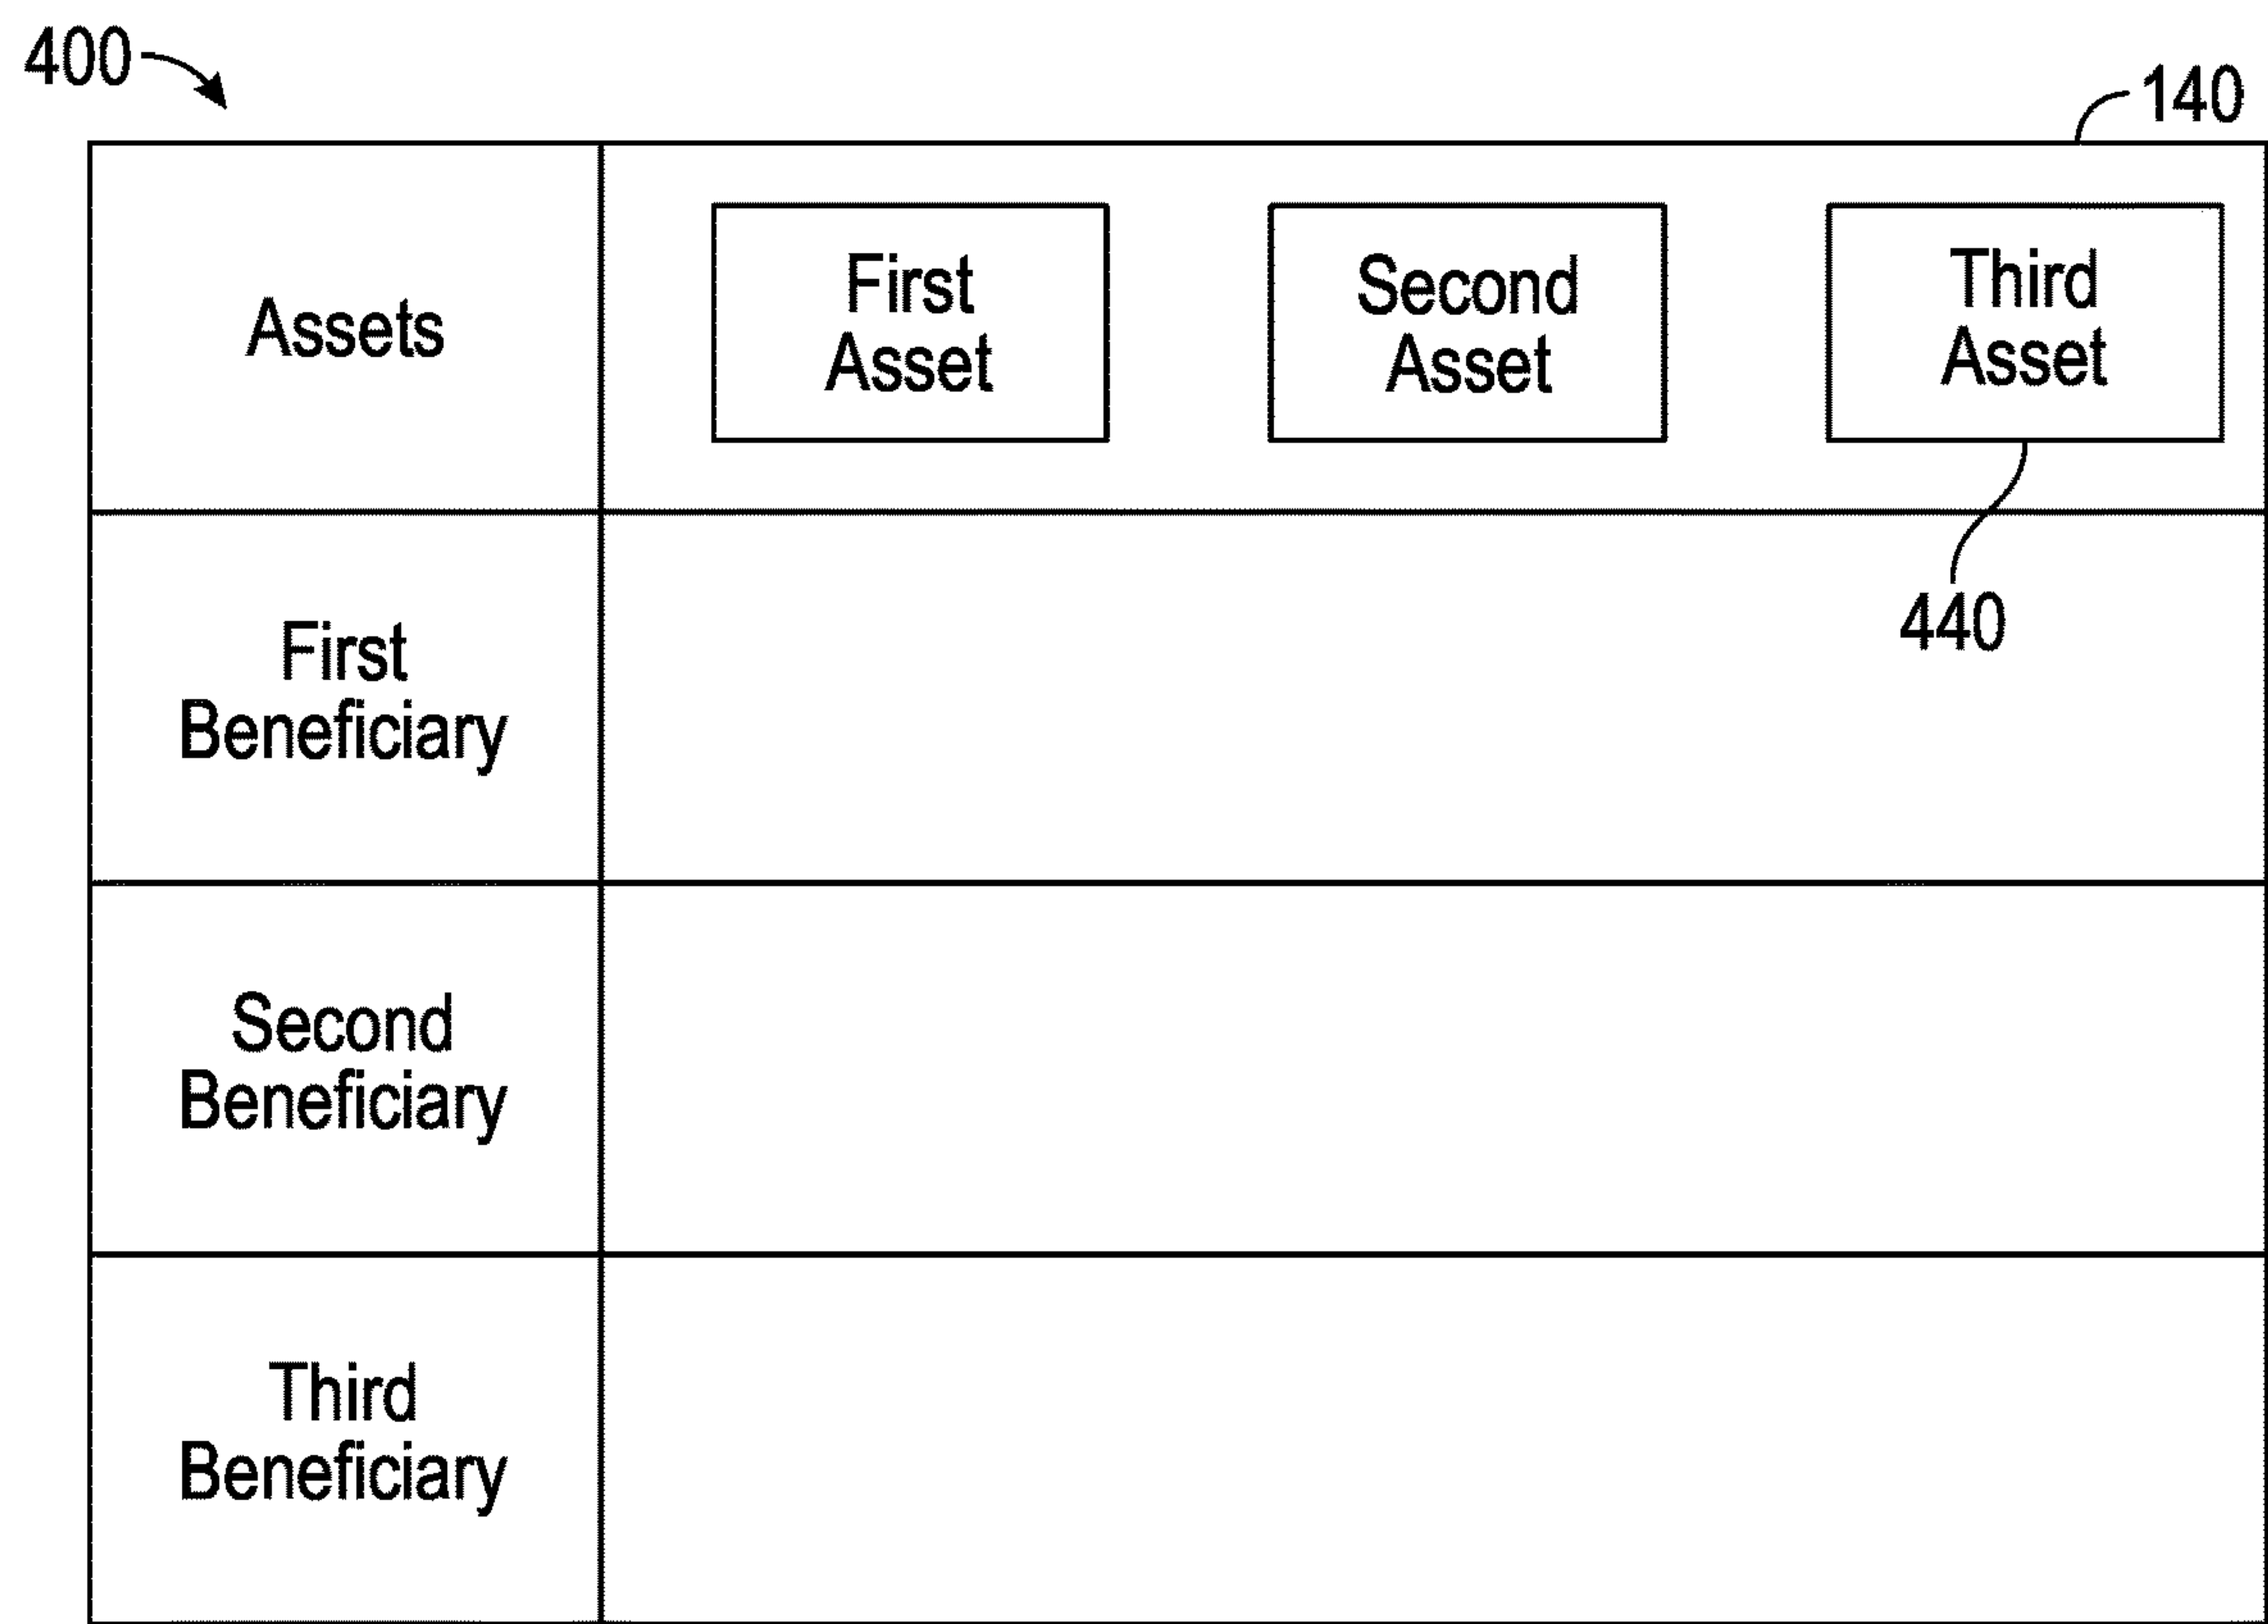 400
140
Assets
First
Asset
Second
Asset
Third
Asset
440
First
Beneficiary
Second
Beneficiary
Third
Beneficiary